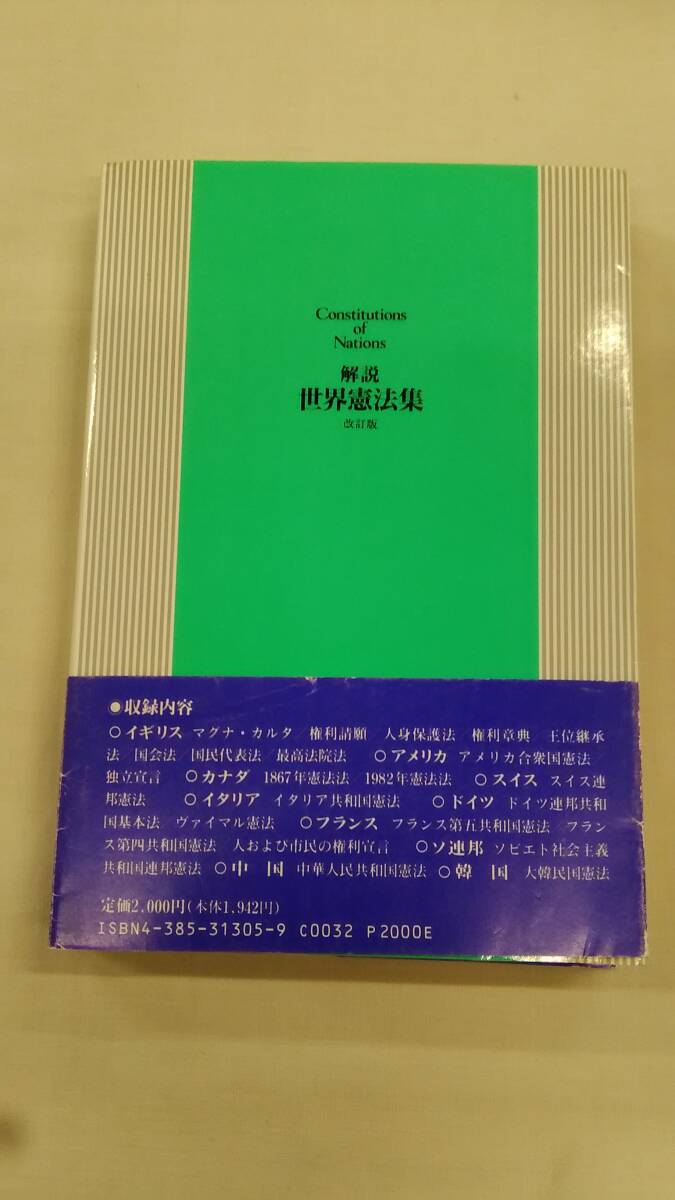 Constitutions
of
Nations
解説
世界憲法集
改訂版
●収録内容
○イギリス マグナ・カルタ／権利請願／人身保護法／権利章典／王位継承
法／国会法／国民代表法／最高法院法 ○アメリカ アメリカ合衆国憲法／
独立宣言 ○カナダ 1867年憲法法／1982年憲法法 ○スイス スイス連
邦憲法 ○イタリア イタリア共和国憲法 ○ドイツ ドイツ連邦共和
国基本法／ヴァイマル憲法 ○フランス フランス第五共和国憲法／フラン
ス第四共和国憲法／人および市民の権利宣言 ○ソ連邦 ソビエト社会主義
共和国連邦憲法 ○中国 中華人民共和国憲法 ○韓国 大韓民国憲法
定価2,000円(本体1,942円)
ISBN4-385-31305-9 C0032 P2000E